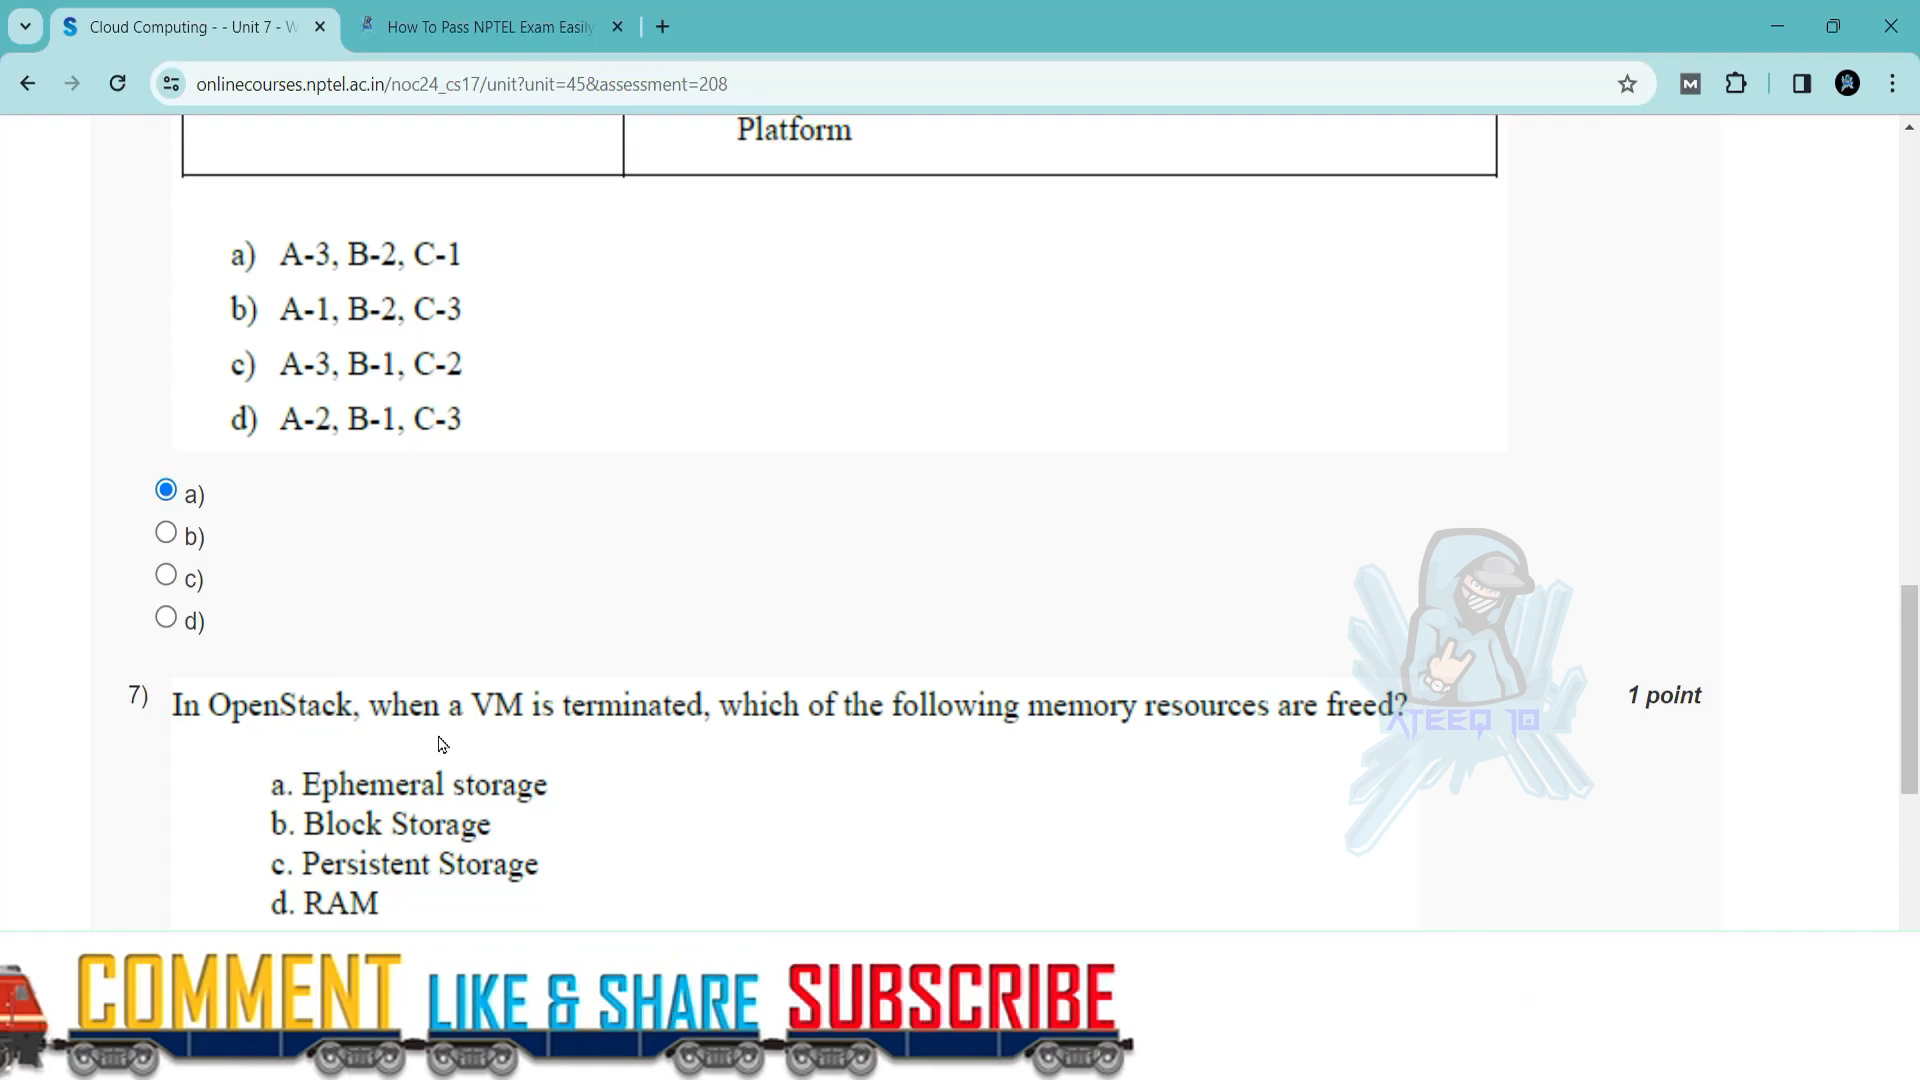 Cloud Computing - - Unit 7 - W
How To Pass NPTEL Exam Easily
onlinecourses.nptel.ac.in/noc24_cs17/unit?unit=45&assessment=208
M
Platform
a) A-3, B-2, C-1
b) A-1, B-2, C-3
c) A-3, B-1, C-2
d) A-2, B-1, C-3
a)
b)
c)
d)
7) In OpenStack, when a VM is terminated, which of the following memory resources are freed? 1 point
ATEEQ 10
a. Ephemeral storage
b. Block Storage
c. Persistent Storage
d. RAM
COMMENT LIKE & SHARE SUBSCRIBE